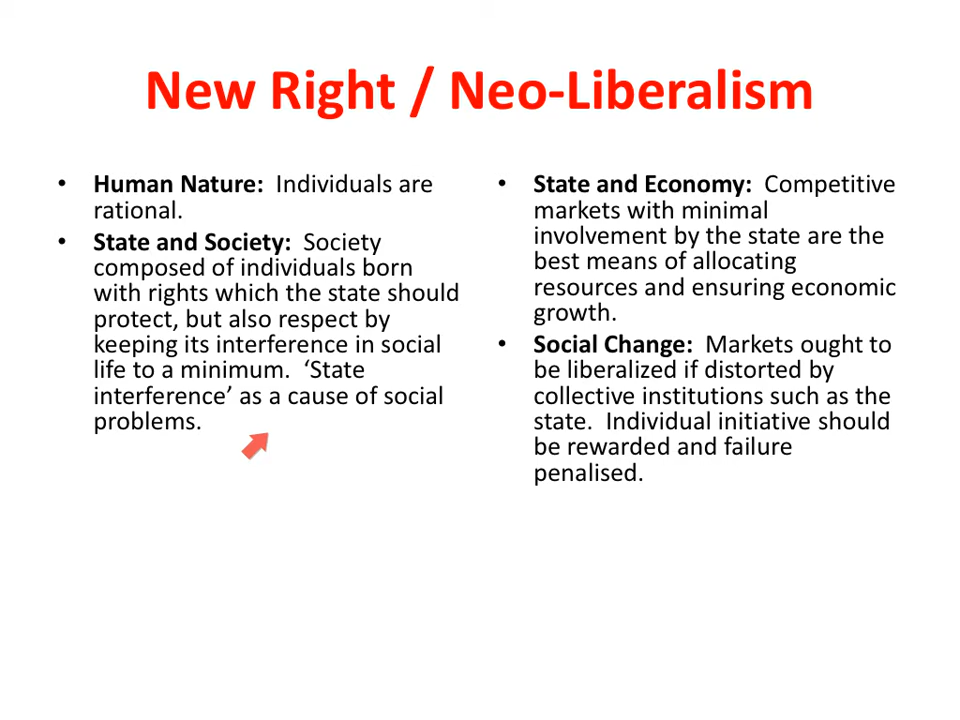 New Right / Neo-Liberalism
• Human Nature: Individuals are
rational.
• State and Society: Society
composed of individuals born
with rights which the state should
protect, but also respect by
keeping its interference in social
life to a minimum. ‘State
interference’ as a cause of social
problems.
• State and Economy: Competitive
markets with minimal
involvement by the state are the
best means of allocating
resources and ensuring economic
growth.
• Social Change: Markets ought to
be liberalized if distorted by
collective institutions such as the
state. Individual initiative should
be rewarded and failure
penalised.